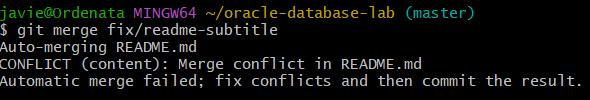 javie@Ordenata MINGW64 ~/oracle-database-lab (master)
$ git merge fix/readme-subtitle
Auto-merging README.md
CONFLICT (content): Merge conflict in README.md
Automatic merge failed; fix conflicts and then commit the result.